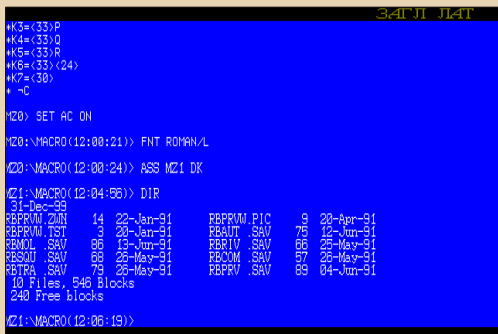 ЗАГЛ ЛАТ
*K3=<33>P
*K4=<33>Q
*K5=<33>R
*K6=<33><24>
*K7=<30>
* ¬C
MZ0> SET AC ON
MZ0:\MACRO(12:00:21)> FNT ROMAN/L
MZ0:\MACRO(12:00:24)> ASS MZ1 DK
MZ1:\MACRO(12:04:56)> DIR
31-Dec-99
RBPRVW.ZWN 14 22-Jan-91 RBPRVW.PIC 9 20-Apr-91
RBPRVW.TST 3 20-Jan-91 RBAUT .SAV 75 12-Jun-91
RBMOL .SAV 86 13-Jun-91 RBRIV .SAV 66 25-May-91
RBSQU .SAV 68 26-May-91 RBCOM .SAV 57 26-May-91
RBTRA .SAV 79 26-May-91 RBPRV .SAV 89 04-Jun-91
10 Files, 546 Blocks
240 Free blocks
MZ1:\MACRO(12:06:19)>